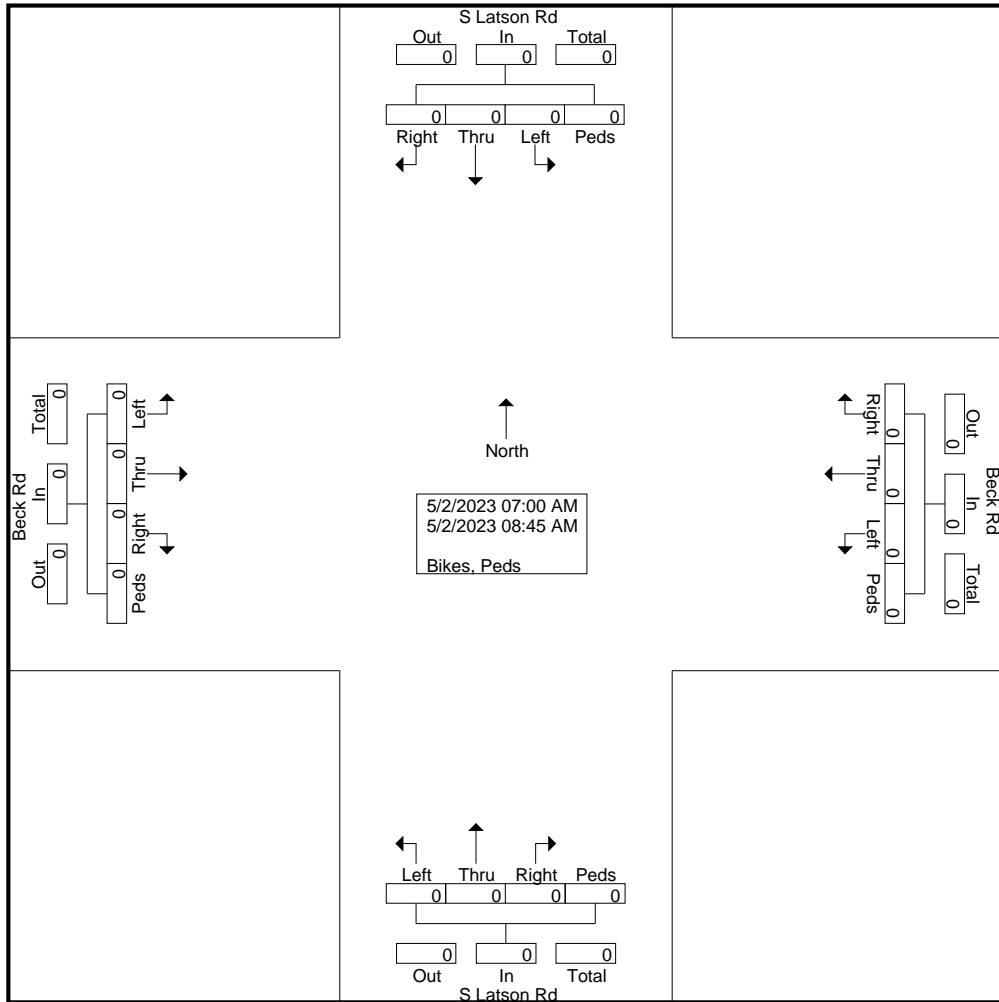 S Latson Rd
Out In Total
0 0 0
0 0 0 0
Right Thru Left Peds
Beck Rd
Total In Out
0 0 0
0 0 0 0
Left Thru Right Peds
North
5/2/2023 07:00 AM
5/2/2023 08:45 AM
Bikes, Peds
Right Thru Left Peds
0 0 0 0
0 0 0
Out In Total
Beck Rd
Left Thru Right Peds
0 0 0 0
0 0 0
Out In Total
S Latson Rd